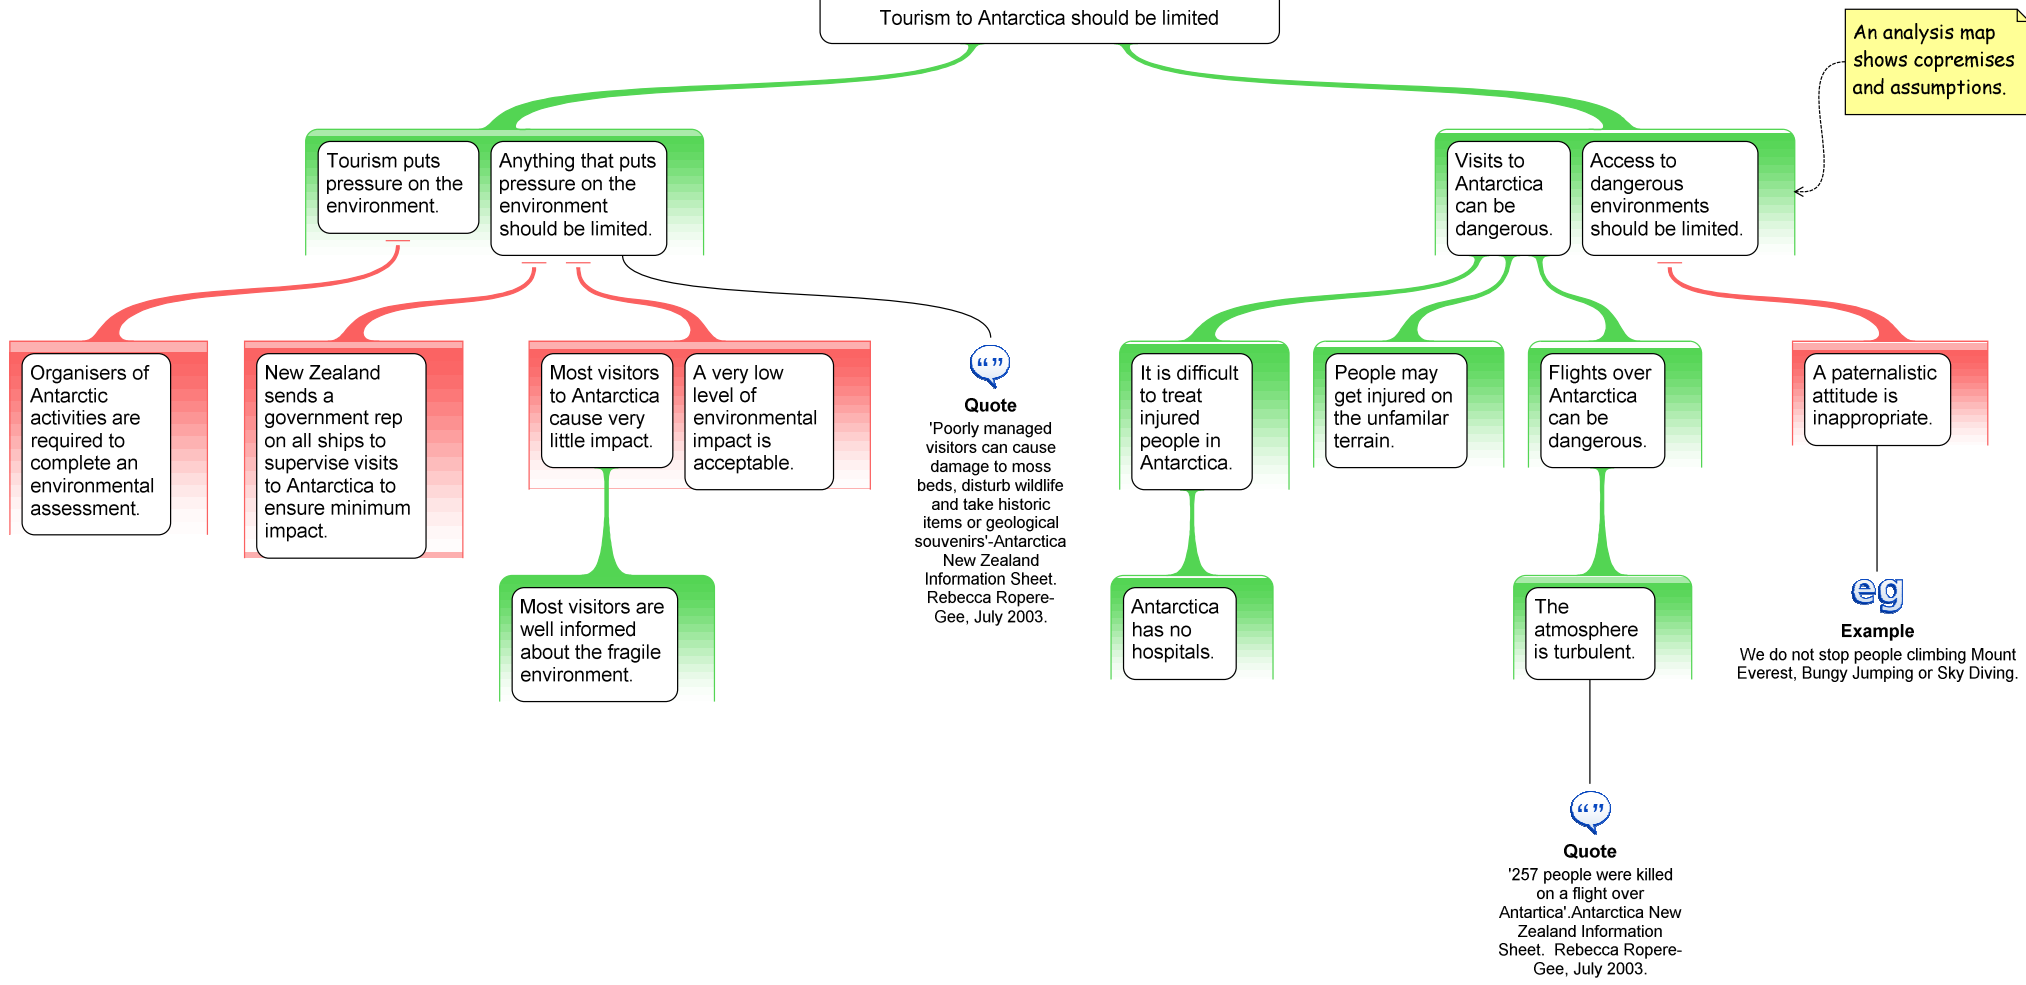 Tourism to Antarctica should be limited
An analysis map
shows copremises
and assumptions.
Tourism puts
pressure on the
environment.
Anything that puts
pressure on the
environment
should be limited.
Visits to
Antarctica
can be
dangerous.
Access to
dangerous
environments
should be limited.
Organisers of
Antarctic
activities are
required to
complete an
environmental
assessment.
New Zealand
sends a
government rep
on all ships to
supervise visits
to Antarctica to
ensure minimum
impact.
Most visitors
to Antarctica
cause very
little impact.
A very low
level of
environmental
impact is
acceptable.
Most visitors are
well informed
about the fragile
environment.
“ ”
Quote
'Poorly managed
visitors can cause
damage to moss
beds, disturb wildlife
and take historic
items or geological
souvenirs'-Antarctica
New Zealand
Information Sheet.
Rebecca Ropere-
Gee, July 2003.
It is difficult
to treat
injured
people in
Antarctica.
Antarctica
has no
hospitals.
People may
get injured on
the unfamilar
terrain.
Flights over
Antarctica
can be
dangerous.
The
atmosphere
is turbulent.
“ ”
Quote
'257 people were killed
on a flight over
Antartica'.Antarctica New
Zealand Information
Sheet. Rebecca Ropere-
Gee, July 2003.
A paternalistic
attitude is
inappropriate.
eg
Example
We do not stop people climbing Mount
Everest, Bungy Jumping or Sky Diving.